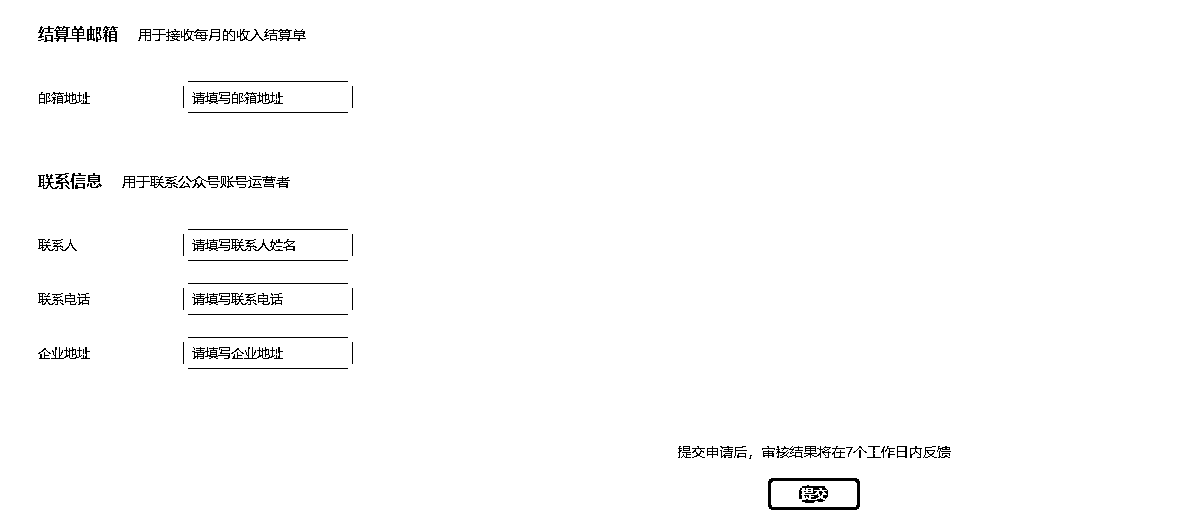 结算单邮箱 用于接收每月的收入结算单
邮箱地址 请填写邮箱地址
联系信息 用于联系公众号账号运营者
联系人 请填写联系人姓名
联系电话 请填写联系电话
企业地址 请填写企业地址
提交申请后，审核结果将在7个工作日内反馈
提交